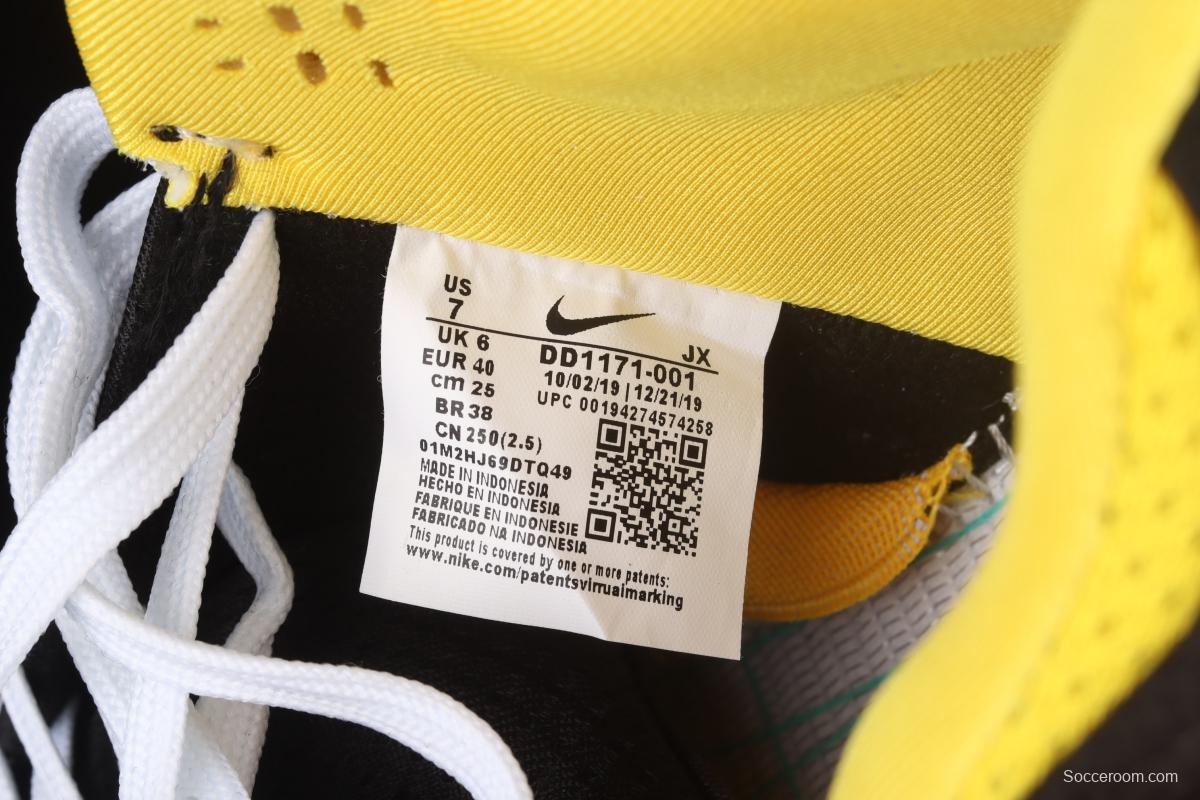 US
7
JX
UK 6
EUR 40
cm 25
BR 38
CN 250(2.5)
DD1171-001
10/02/19 | 12/21/19
UPC 00194274574258
01M2HJ69DTQ49
MADE IN INDONESIA
HECHO EN INDONESIA
FABRIQUE EN INDONESIE
FABRICADO NA INDONESIA
This product is covered by one or more patents:
www.nike.com/patentsvirrualmarking
Socceroom.com